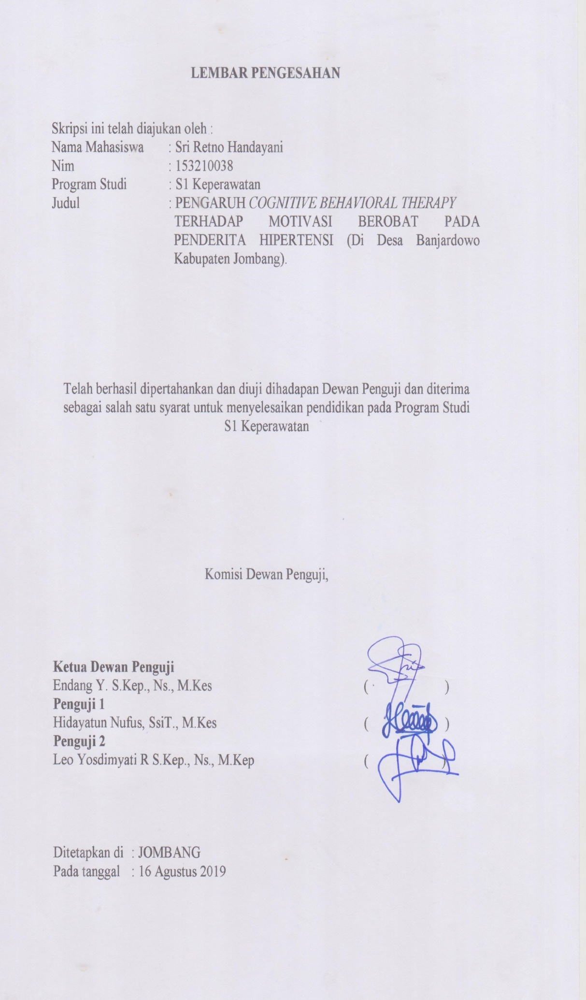 LEMBAR PENGESAHAN
Skripsi ini telah diajukan oleh :
Nama Mahasiswa : Sri Retno Handayani
Nim : 153210038
Program Studi : S1 Keperawatan
Judul : PENGARUH COGNITIVE BEHAVIORAL THERAPY
TERHADAP MOTIVASI BEROBAT PADA
PENDERITA HIPERTENSI (Di Desa Banjardowo
Kabupaten Jombang).
Telah berhasil dipertahankan dan diuji dihadapan Dewan Penguji dan diterima
sebagai salah satu syarat untuk menyelesaikan pendidikan pada Program Studi
S1 Keperawatan
Komisi Dewan Penguji,
Ketua Dewan Penguji
Endang Y. S.Kep., Ns., M.Kes ( )
Penguji 1
Hidayatun Nufus, SsiT., M.Kes ( )
Penguji 2
Leo Yosdimyati R S.Kep., Ns., M.Kep ( )
Ditetapkan di : JOMBANG
Pada tanggal : 16 Agustus 2019